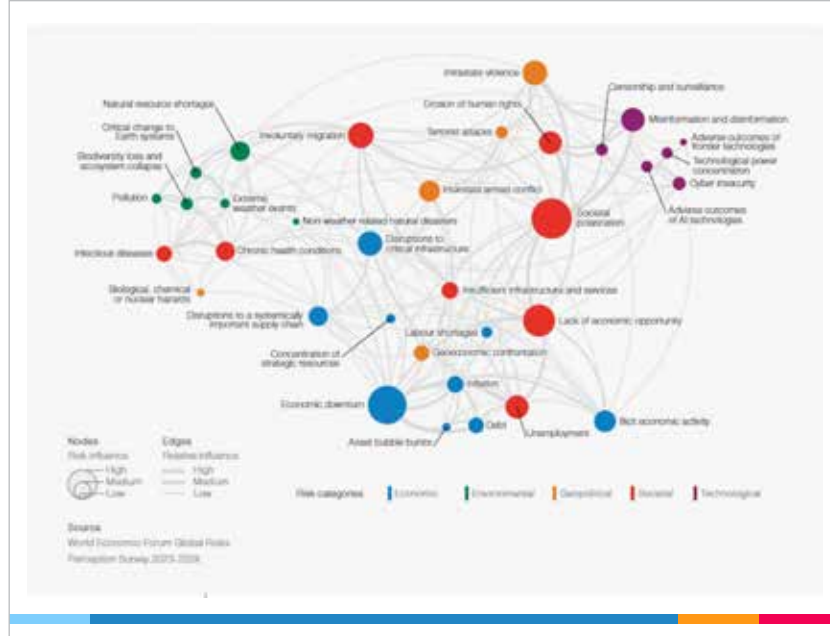 Interstate violence
Censorship and surveillance
Natural resource shortages
Erosion of human rights
Misinformation and disinformation
Critical change to
Earth systems
Involuntary migration
Terrorist attacks
Adverse outcomes of
frontier technologies
Biodiversity loss and
ecosystem collapse
Technological power
concentration
Cyber insecurity
Pollution
Extreme
weather events
Interstate armed conflict
Adverse outcomes
of AI technologies
Non-weather related natural disasters
Societal
polarization
Infectious diseases
Chronic health conditions
Disruptions to
critical infrastructure
Biological, chemical
or nuclear hazards
Insufficient infrastructure and services
Disruptions to a systemically
important supply chain
Labour shortages
Lack of economic opportunity
Concentration of
strategic resources
Geoeconomic confrontation
Economic downturn
Inflation
Asset bubble bursts
Debt
Unemployment
Illicit economic activity
Nodes
Risk influence
High
Medium
Low
Edges
Relative influence
High
Medium
Low
Risk categories
Economic
Environmental
Geopolitical
Societal
Technological
Source
World Economic Forum Global Risks
Perception Survey 2023-2024